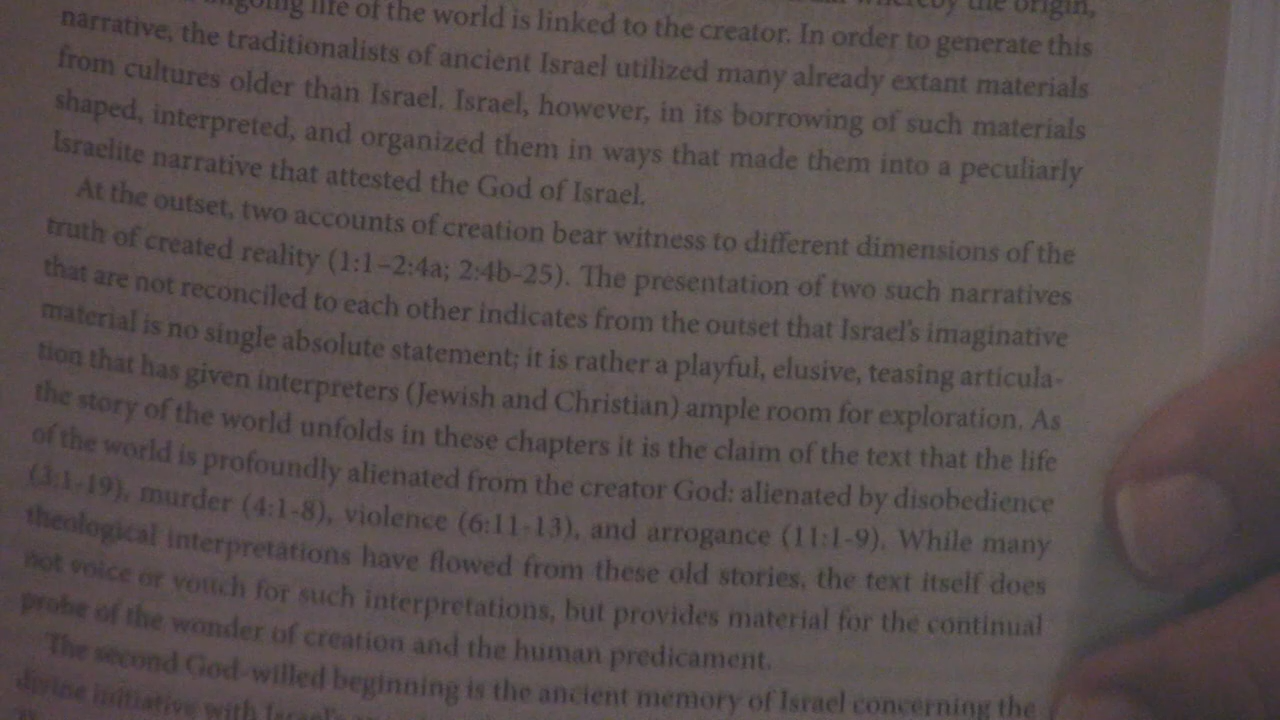 whereby the origin,
ongoing life of the world is linked to the creator. In order to generate this
narrative, the traditionalists of ancient Israel utilized many already extant materials
from cultures older than Israel. Israel, however, in its borrowing of such materials
shaped, interpreted, and organized them in ways that made them into a peculiarly
Israelite narrative that attested the God of Israel.
At the outset, two accounts of creation bear witness to different dimensions of the
truth of created reality (1:1–2:4a; 2:4b-25). The presentation of two such narratives
that are not reconciled to each other indicates from the outset that Israel's imaginative
material is no single absolute statement; it is rather a playful, elusive, teasing articula-
tion that has given interpreters (Jewish and Christian) ample room for exploration. As
the story of the world unfolds in these chapters it is the claim of the text that the life
of the world is profoundly alienated from the creator God: alienated by disobedience
(3:1-19), murder (4:1-8), violence (6:11-13), and arrogance (11:1-9). While many
theological interpretations have flowed from these old stories, the text itself does
not voice or vouch for such interpretations, but provides material for the continual
probe of the wonder of creation and the human predicament.
The second God-willed beginning is the ancient memory of Israel concerning the
divine initiative with Israel's